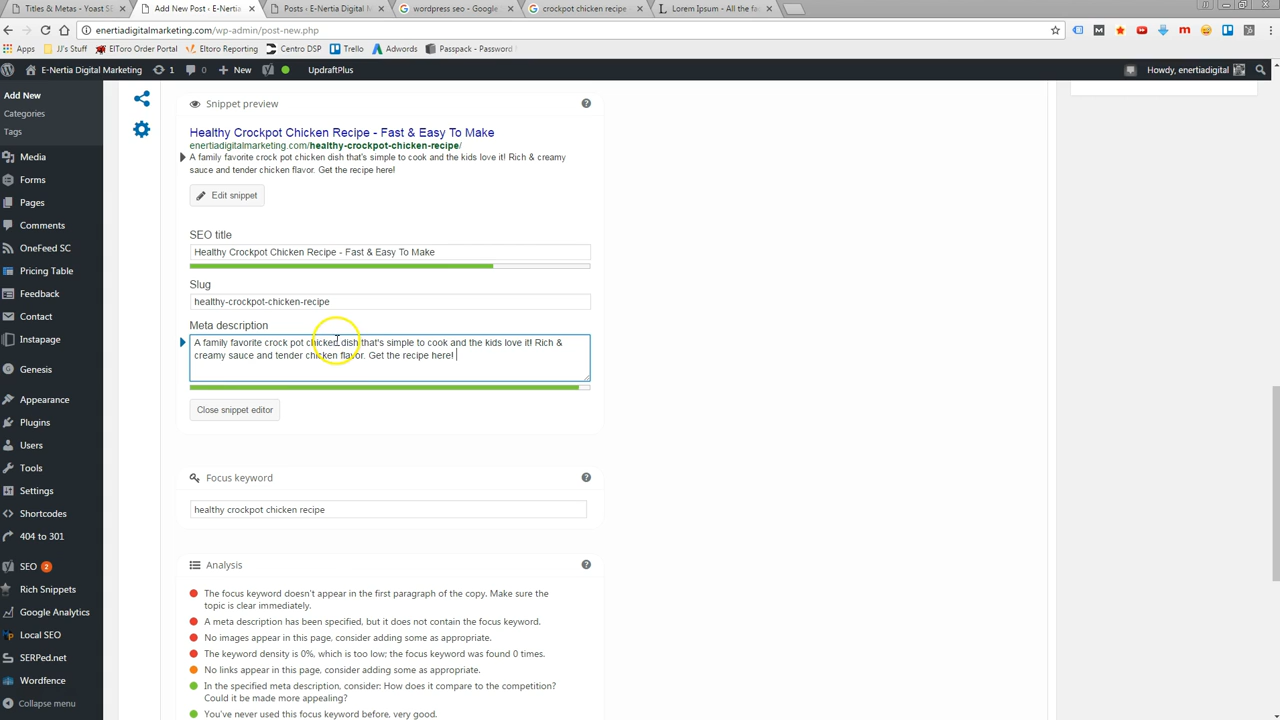 Titles & Metas - Yoast S
Add New Post - E-Nertia
Posts - E-Nertia Digital
wordpress seo - Google
crockpot chicken recipe
Lorem Ipsum - All the fa
enertiadigitalmarketing.com/wp-admin/post-new.php
Apps
JJ's Stuff
ElToro Order Portal
Eltoro Reporting
Centro DSP
Trello
Adwords
Passpack - Password
E-Nertia Digital Marketing
1
0
+ New
UpdraftPlus
Howdy, enertiadigital
Add New
Categories
Tags
Media
Forms
Pages
Comments
OneFeed SC
Pricing Table
Feedback
Contact
Instapage
Genesis
Appearance
Plugins
Users
Tools
Settings
Shortcodes
404 to 301
SEO 2
Rich Snippets
Google Analytics
Local SEO
SERPed.net
Wordfence
Collapse menu
Snippet preview
?
Healthy Crockpot Chicken Recipe - Fast & Easy To Make
enertiadigitalmarketing.com/healthy-crockpot-chicken-recipe/
A family favorite crock pot chicken dish that's simple to cook and the kids love it! Rich & creamy
sauce and tender chicken flavor. Get the recipe here!
Edit snippet
SEO title
Healthy Crockpot Chicken Recipe - Fast & Easy To Make
Slug
healthy-crockpot-chicken-recipe
Meta description
A family favorite crock pot chicken dish that's simple to cook and the kids love it! Rich &
creamy sauce and tender chicken flavor. Get the recipe here!
Close snippet editor
Focus keyword
?
healthy crockpot chicken recipe
Analysis
?
The focus keyword doesn't appear in the first paragraph of the copy. Make sure the
topic is clear immediately.
A meta description has been specified, but it does not contain the focus keyword.
No images appear in this page, consider adding some as appropriate.
The keyword density is 0%, which is too low; the focus keyword was found 0 times.
No links appear in this page, consider adding some as appropriate.
In the specified meta description, consider: How does it compare to the competition?
Could it be made more appealing?
You've never used this focus keyword before, very good.